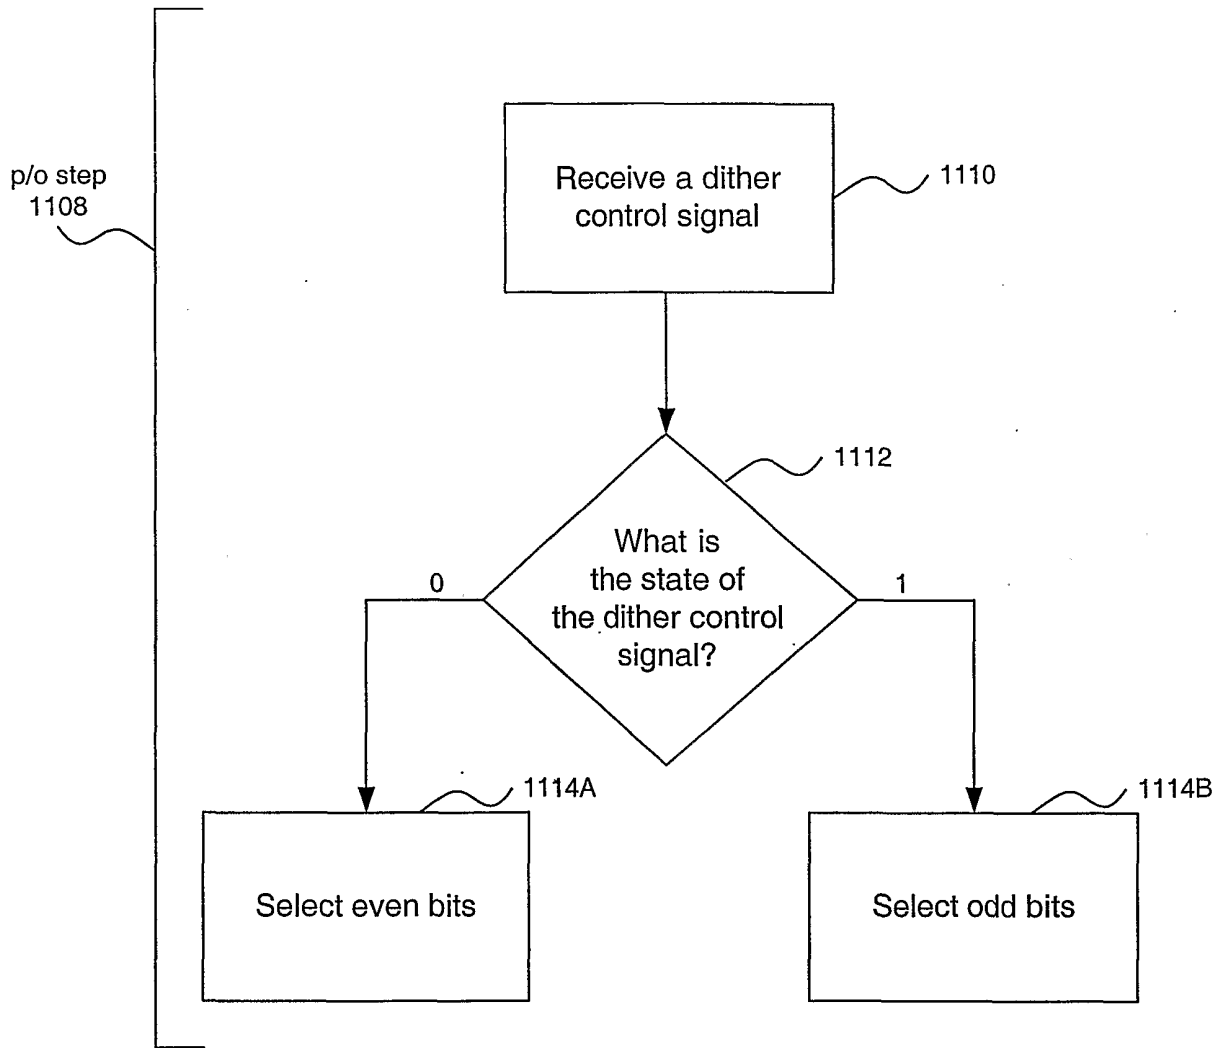 p/o step
1108
Receive a dither
control signal
1110
1112
What is
the state of
the dither control
signal?
0
1
1114A
1114B
Select even bits
Select odd bits